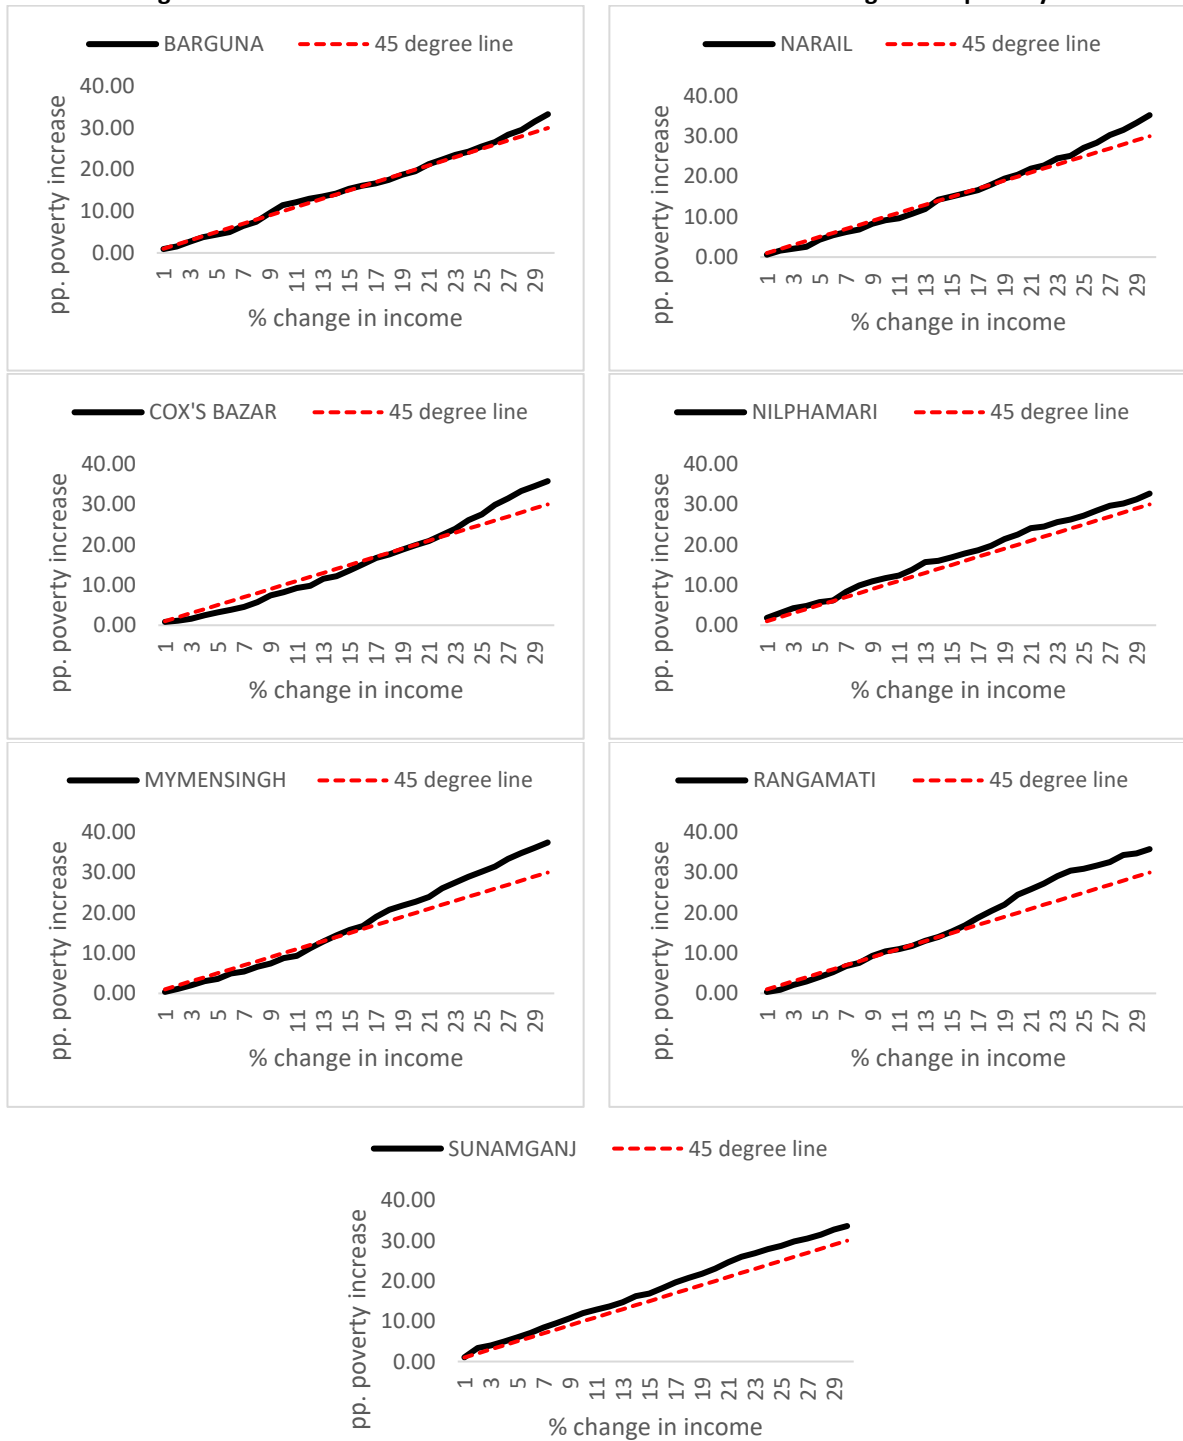 BARGUNA 45 degree line
pp. poverty increase
40.00
30.00
20.00
10.00
0.00
1 3 5 7 9 11 13 15 17 19 21 23 25 27 29
% change in income
NARAIL 45 degree line
pp. poverty increase
40.00
30.00
20.00
10.00
0.00
1 3 5 7 9 11 13 15 17 19 21 23 25 27 29
% change in income
COX'S BAZAR 45 degree line
pp. poverty increase
40.00
30.00
20.00
10.00
0.00
1 3 5 7 9 11 13 15 17 19 21 23 25 27 29
% change in income
NILPHAMARI 45 degree line
pp. poverty increase
40.00
30.00
20.00
10.00
0.00
1 3 5 7 9 11 13 15 17 19 21 23 25 27 29
% change in income
MYMENSINGH 45 degree line
pp. poverty increase
40.00
30.00
20.00
10.00
0.00
1 3 5 7 9 11 13 15 17 19 21 23 25 27 29
% change in income
RANGAMATI 45 degree line
pp. poverty increase
40.00
30.00
20.00
10.00
0.00
1 3 5 7 9 11 13 15 17 19 21 23 25 27 29
% change in income
SUNAMGANJ 45 degree line
pp. poverty increase
40.00
30.00
20.00
10.00
0.00
1 3 5 7 9 11 13 15 17 19 21 23 25 27 29
% change in income